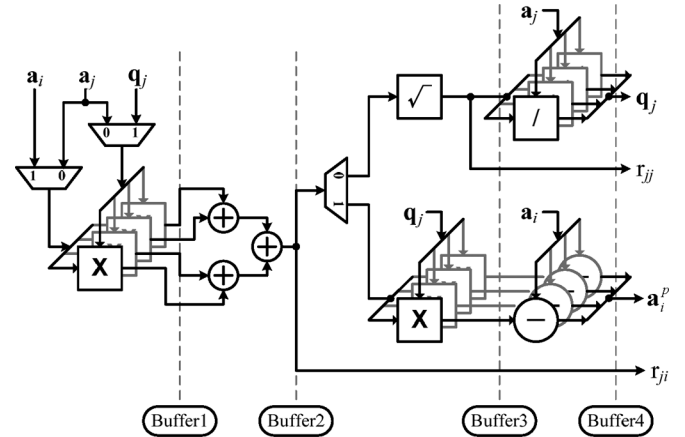 a_j
a_i a_j q_j
√
/
q_j
0 1
1 0
0
1
r_jj
q_j a_i
X
X
−
a_i^p
r_ji
Buffer1 Buffer2 Buffer3 Buffer4